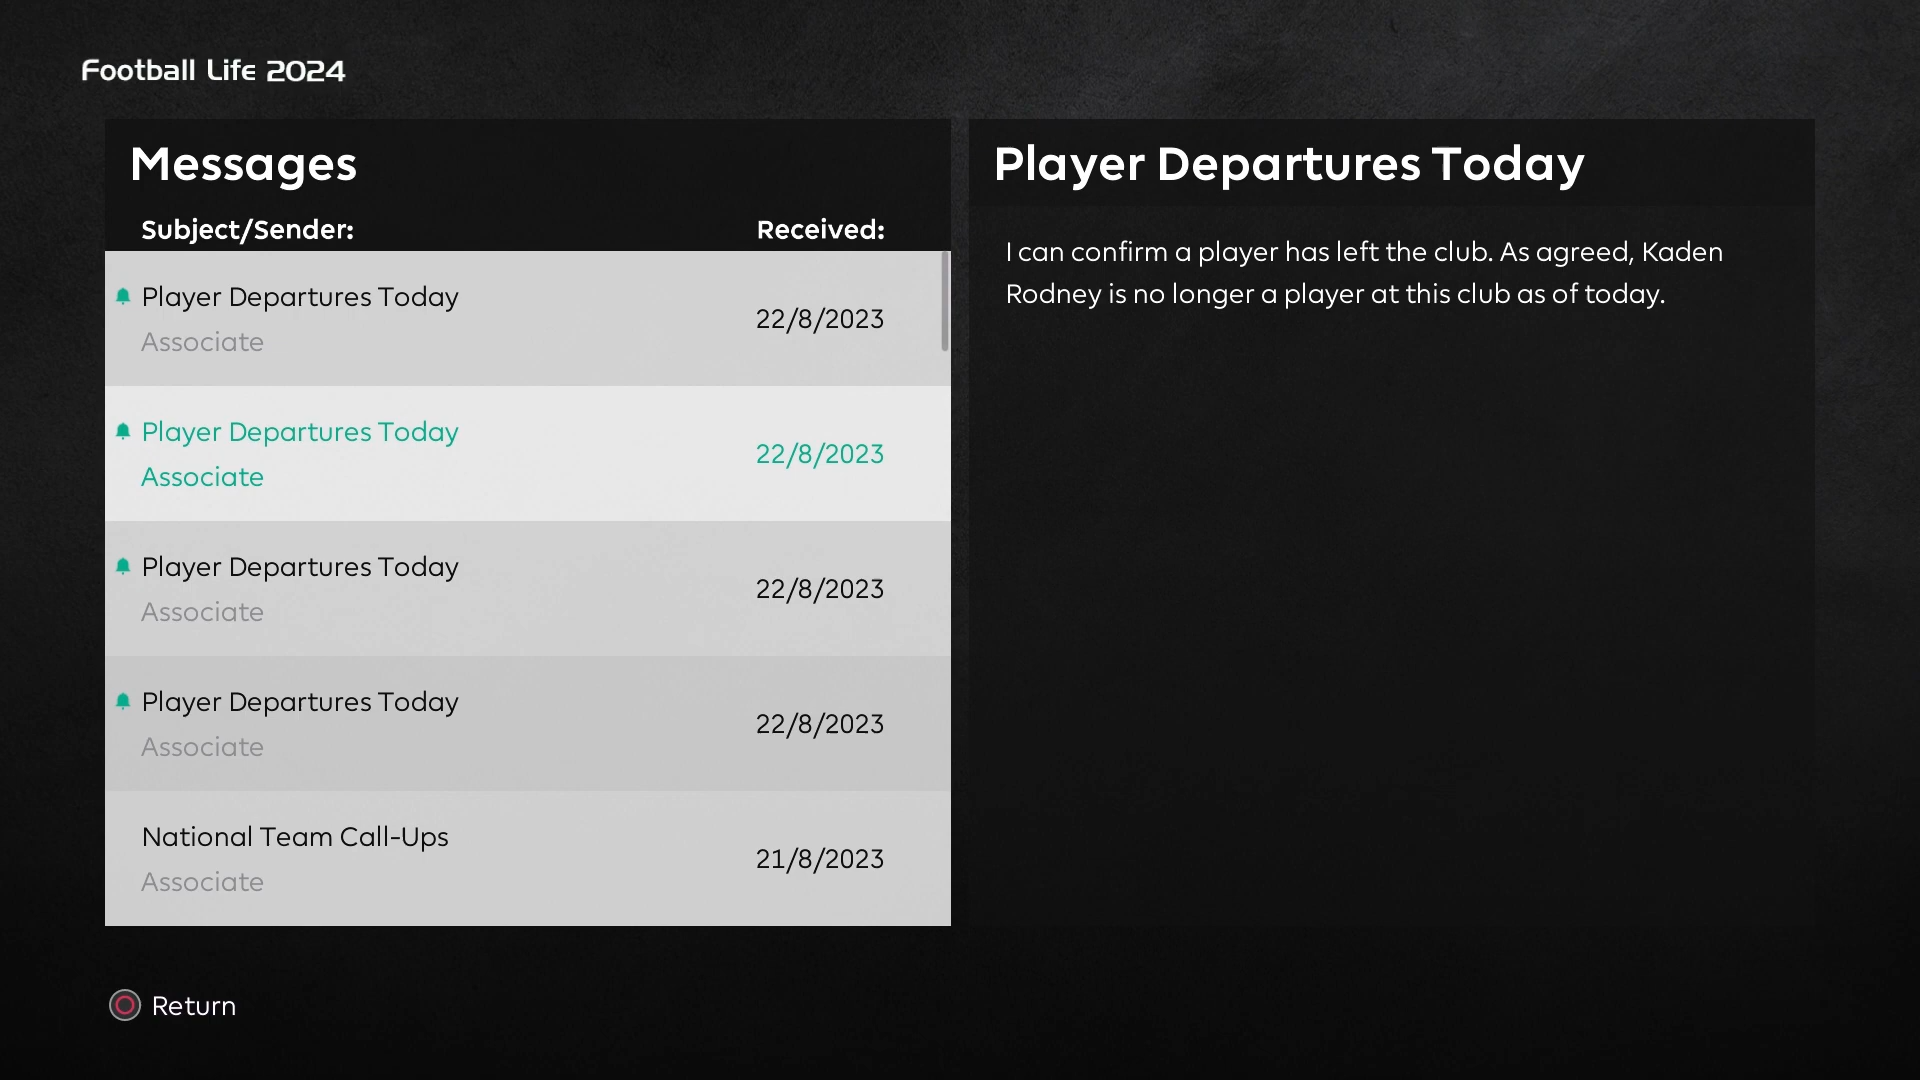 Football Life 2024
Messages
Subject/Sender:
Received:
Player Departures Today
Associate
22/8/2023
Player Departures Today
Associate
22/8/2023
Player Departures Today
Associate
22/8/2023
Player Departures Today
Associate
22/8/2023
National Team Call-Ups
Associate
21/8/2023
Player Departures Today
I can confirm a player has left the club. As agreed, Kaden
Rodney is no longer a player at this club as of today.
Return